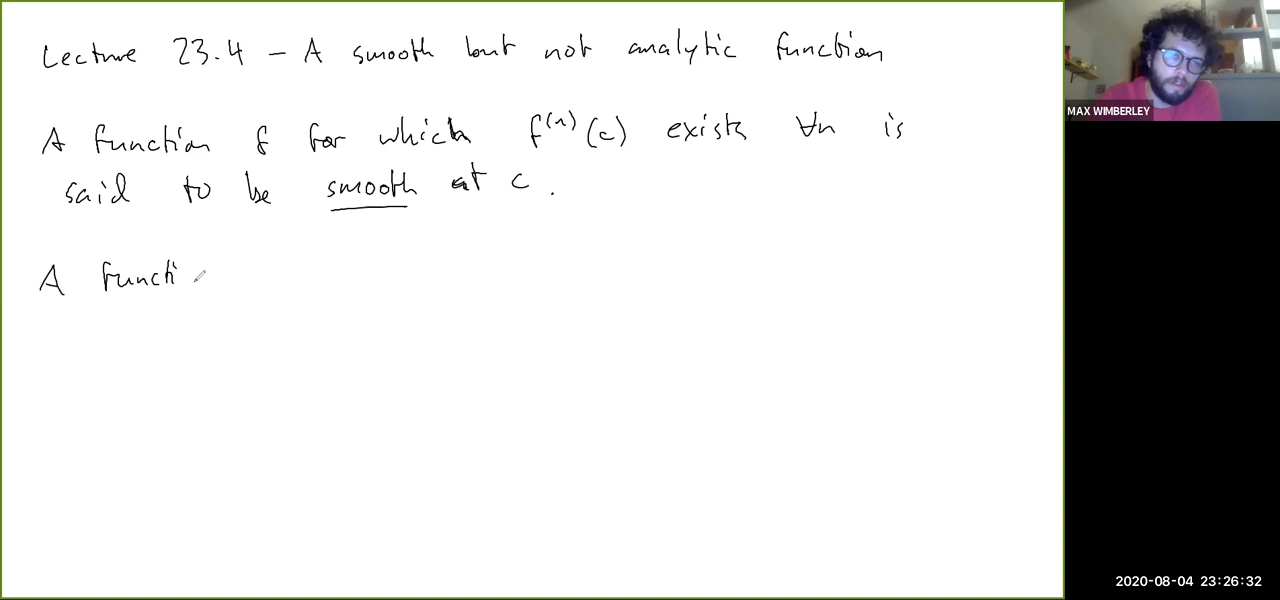 Lecture 23.4 - A smooth but not analytic function
A function f for which f^(n)(c) exists ∀n is
said to be smooth at c.
A functi
MAX WIMBERLEY
2020-08-04 23:26:32